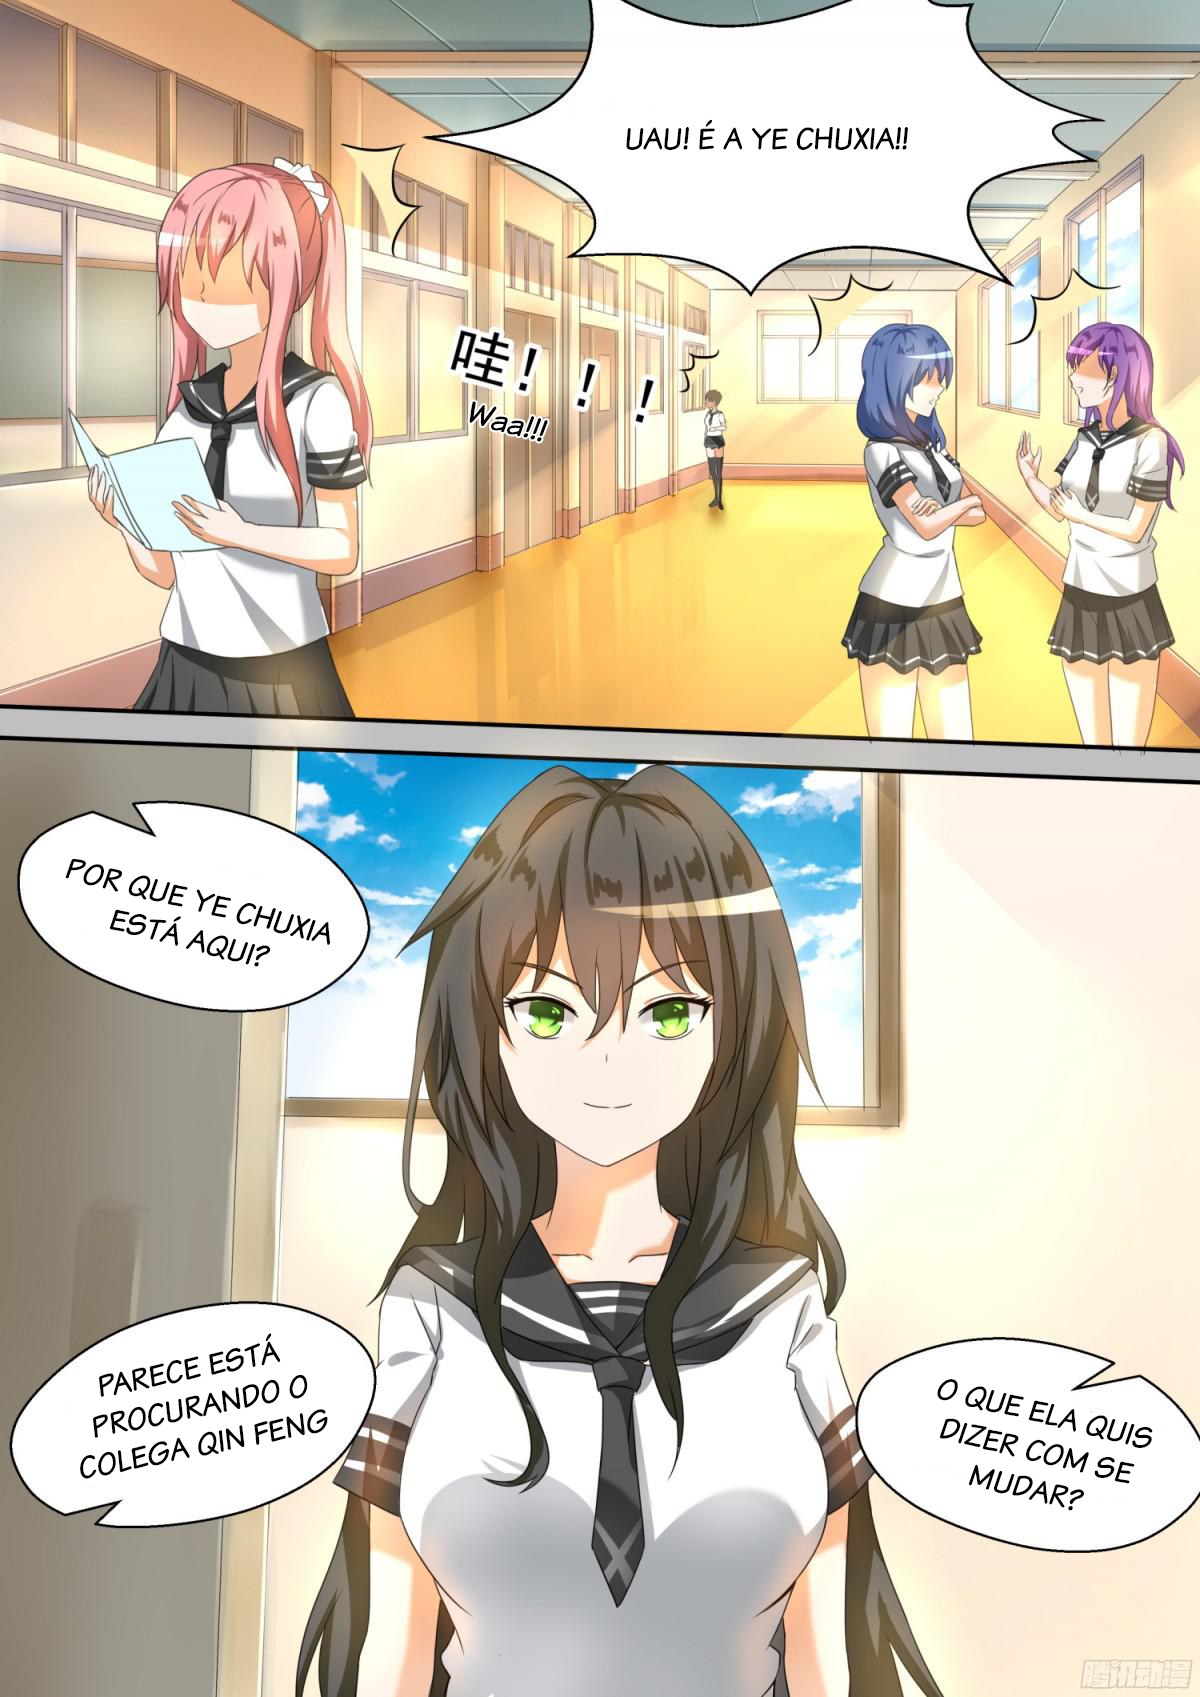 UAU! É A YE CHUXIA!!
哇！！！
Waa!!!
POR QUE YE CHUXIA
ESTÁ AQUI?
PARECE ESTÁ
PROCURANDO O
COLEGA QIN FENG
O QUE ELA QUIS
DIZER COM SE
MUDAR?
腾讯动漫